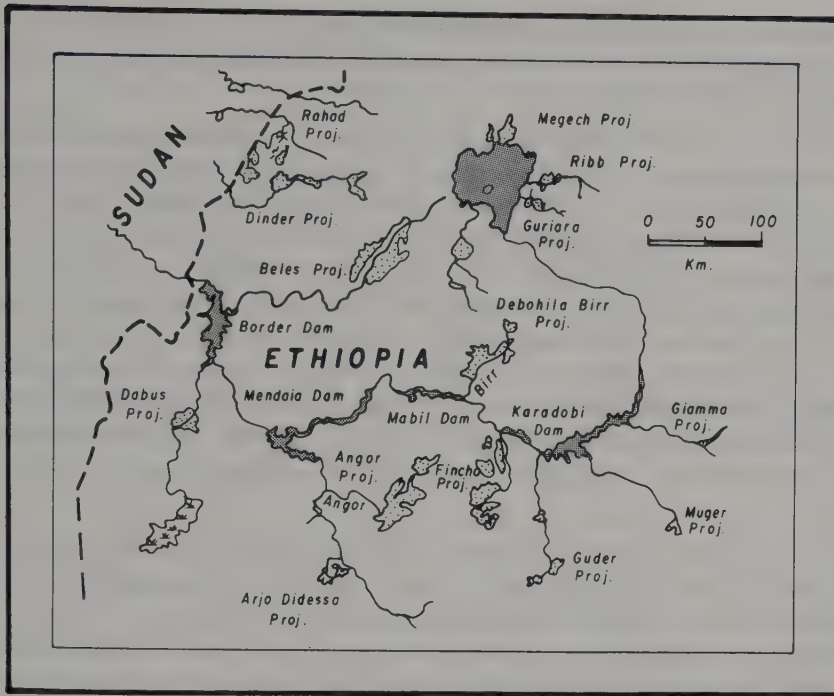 Megech Proj
Rahad
Proj.
Ribb Proj.
SUDAN
Dinder Proj.
Guriara
Proj.
0 50 100
Km.
Beles Proj.
Debohila Birr
Proj.
Border Dam
ETHIOPIA
Birr
Dabus
Proj.
Mendaia Dam
Mabil Dam
Karadobi
Dam
Giamma
Proj.
Angor
Proj.
Fincha
Proj.
Angor
Muger
Proj.
Guder
Proj.
Arjo Didessa
Proj.